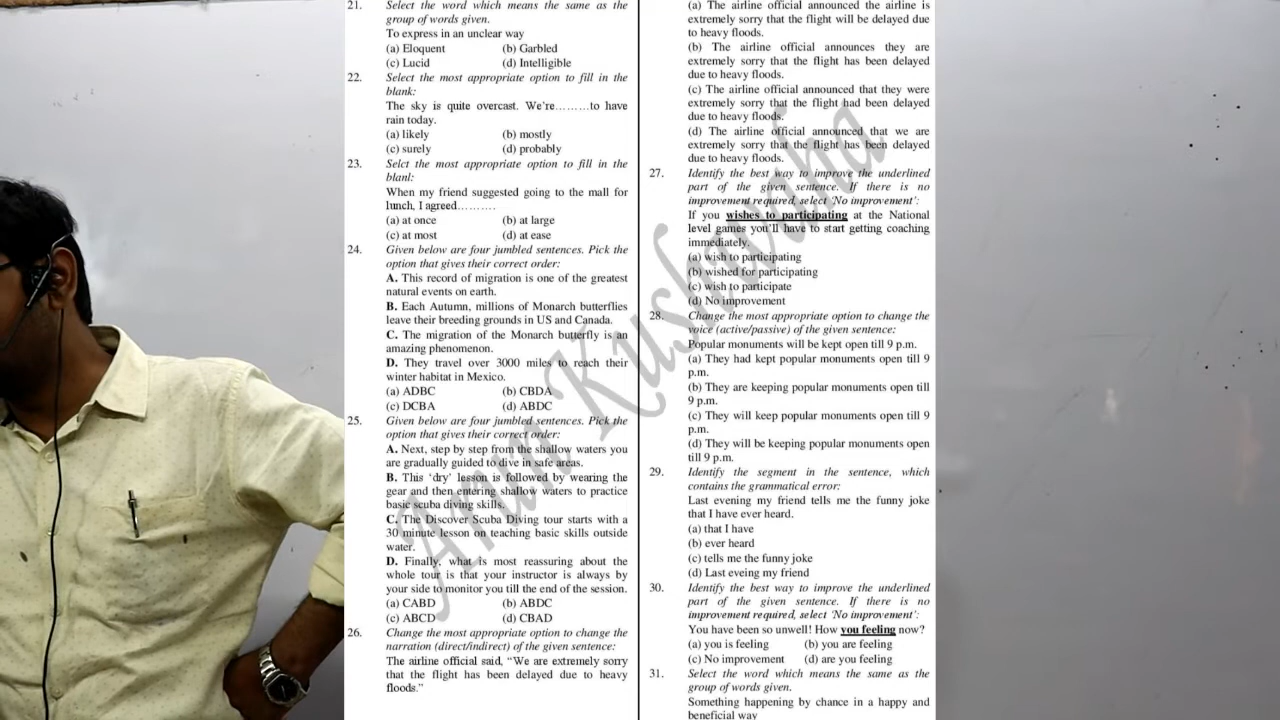 21. Select the word which means the same as the
group of words given.
To express in an unclear way
(a) Eloquent (b) Garbled
(c) Lucid (d) Intelligible
22. Select the most appropriate option to fill in the
blank:
The sky is quite overcast. We're.........to have
rain today.
(a) likely (b) mostly
(c) surely (d) probably
23. Selct the most appropriate option to fill in the
blanl:
When my friend suggested going to the mall for
lunch, I agreed..........
(a) at once (b) at large
(c) at most (d) at ease
24. Given below are four jumbled sentences. Pick the
option that gives their correct order:
A. This record of migration is one of the greatest
natural events on earth.
B. Each Autumn, millions of Monarch butterflies
leave their breeding grounds in US and Canada.
C. The migration of the Monarch butterfly is an
amazing phenomenon.
D. They travel over 3000 miles to reach their
winter habitat in Mexico.
(a) ADBC (b) CBDA
(c) DCBA (d) ABDC
25. Given below are four jumbled sentences. Pick the
option that gives their correct order:
A. Next, step by step from the shallow waters you
are gradually guided to dive in safe areas.
B. This 'dry' lesson is followed by wearing the
gear and then entering shallow waters to practice
basic scuba diving skills.
C. The Discover Scuba Diving tour starts with a
30 minute lesson on teaching basic skills outside
water.
D. Finally, what is most reassuring about the
whole tour is that your instructor is always by
your side to monitor you till the end of the session.
(a) CABD (b) ABDC
(c) ABCD (d) CBAD
26. Change the most appropriate option to change the
narration (direct/indirect) of the given sentence:
The airline official said, "We are extremely sorry
that the flight has been delayed due to heavy
floods."
(a) The airline official announced the airline is
extremely sorry that the flight will be delayed due
to heavy floods.
(b) The airline official announces they are
extremely sorry that the flight has been delayed
due to heavy floods.
(c) The airline official announced that they were
extremely sorry that the flight had been delayed
due to heavy floods.
(d) The airline official announced that we are
extremely sorry that the flight has been delayed
due to heavy floods.
27. Identify the best way to improve the underlined
part of the given sentence. If there is no
improvement required, select 'No improvement':
If you wishes to participating at the National
level games you'll have to start getting coaching
immediately.
(a) wish to participating
(b) wished for participating
(c) wish to participate
(d) No improvement
28. Change the most appropriate option to change the
voice (active/passive) of the given sentence:
Popular monuments will be kept open till 9 p.m.
(a) They had kept popular monuments open till 9
p.m.
(b) They are keeping popular monuments open till
9 p.m.
(c) They will keep popular monuments open till 9
p.m.
(d) They will be keeping popular monuments open
till 9 p.m.
29. Identify the segment in the sentence, which
contains the grammatical error:
Last evening my friend tells me the funny joke
that I have ever heard.
(a) that I have
(b) ever heard
(c) tells me the funny joke
(d) Last eveing my friend
30. Identify the best way to improve the underlined
part of the given sentence. If there is no
improvement required, select 'No improvement':
You have been so unwell! How you feeling now?
(a) you is feeling (b) you are feeling
(c) No improvement (d) are you feeling
31. Select the word which means the same as the
group of words given.
Something happening by chance in a happy and
beneficial way
Arun Kushwaha